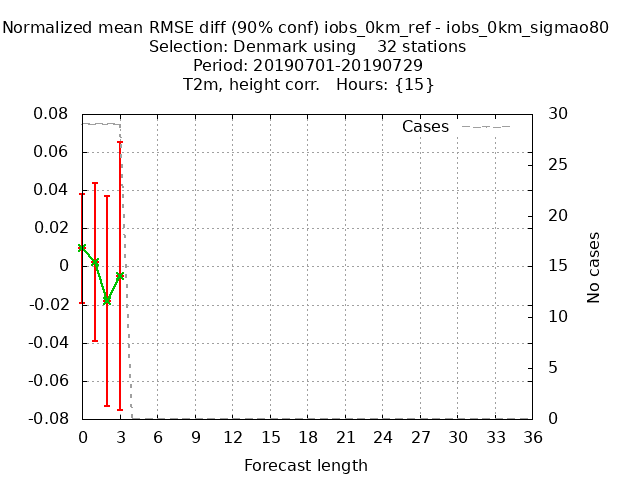 Normalized mean RMSE diff (90% conf) iobs_0km_ref - iobs_0km_sigmao80
Selection: Denmark using    32 stations
Period: 20190701-20190729
T2m, height corr.   Hours: {15}
Cases
0.08
0.06
0.04
0.02
0
-0.02
-0.04
-0.06
-0.08
30
25
20
15
10
5
0
No cases
0 3 6 9 12 15 18 21 24 27 30 33 36
Forecast length